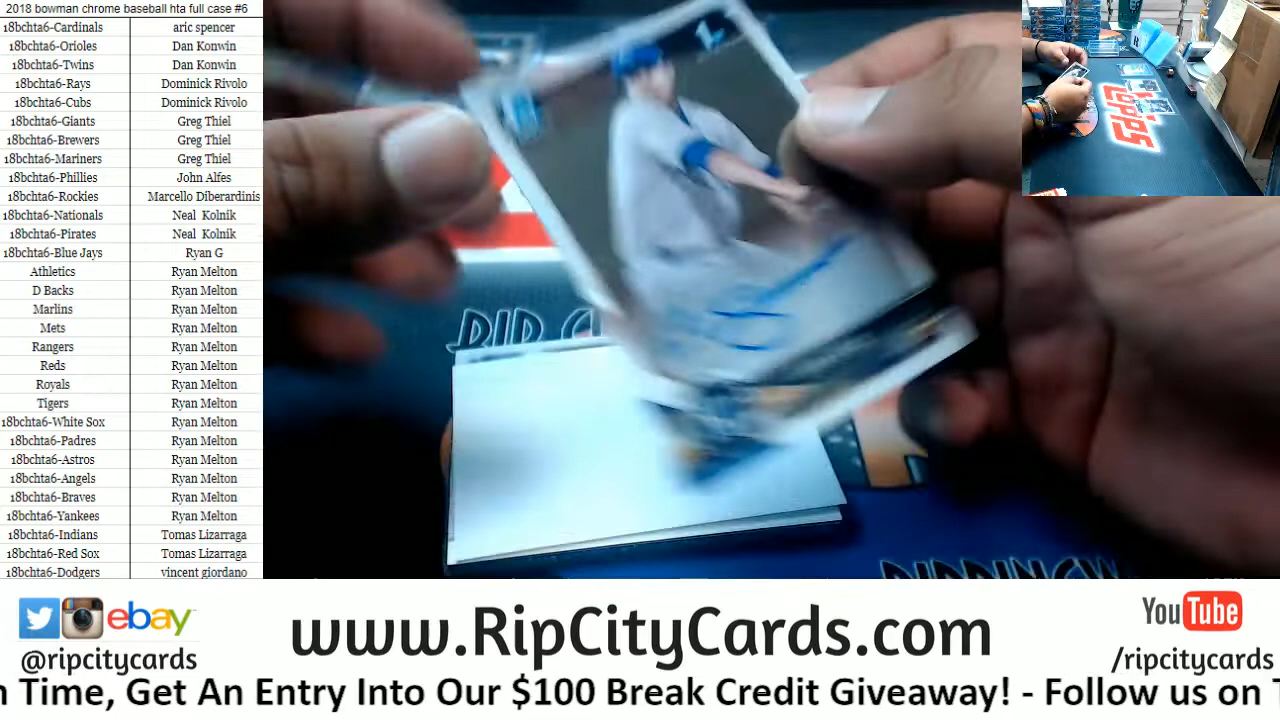 2018 bowman chrome baseball hta full case #6
18bchta6-Cardinals aric spencer
18bchta6-Orioles Dan Konwin
18bchta6-Twins Dan Konwin
18bchta6-Rays Dominick Rivolo
18bchta6-Cubs Dominick Rivolo
18bchta6-Giants Greg Thiel
18bchta6-Brewers Greg Thiel
18bchta6-Mariners Greg Thiel
18bchta6-Phillies John Alfes
18bchta6-Rockies Marcello Diberardinis
18bchta6-Nationals Neal Kolnik
18bchta6-Pirates Neal Kolnik
18bchta6-Blue Jays Ryan G
Athletics Ryan Melton
D Backs Ryan Melton
Marlins Ryan Melton
Mets Ryan Melton
Rangers Ryan Melton
Reds Ryan Melton
Royals Ryan Melton
Tigers Ryan Melton
18bchta6-White Sox Ryan Melton
18bchta6-Padres Ryan Melton
18bchta6-Astros Ryan Melton
18bchta6-Angels Ryan Melton
18bchta6-Braves Ryan Melton
18bchta6-Yankees Ryan Melton
18bchta6-Indians Tomas Lizarraga
18bchta6-Red Sox Tomas Lizarraga
18bchta6-Dodgers vincent giordano
topps
RIP C
ebay
@ripcitycards
www.RipCityCards.com
YouTube
/ripcitycards
n Time, Get An Entry Into Our $100 Break Credit Giveaway! - Follow us on T